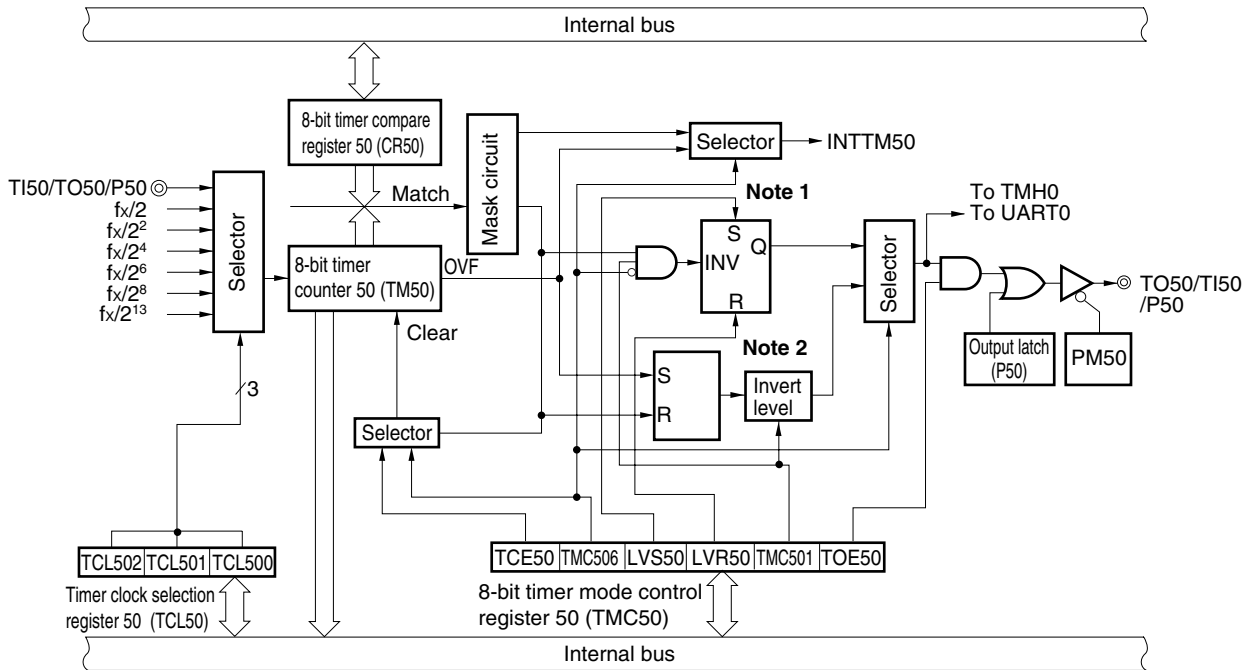 Internal bus
8-bit timer compare
register 50 (CR50)
Selector
INTTM50
TI50/TO50/P50
Match
Mask circuit
Note 1
To TMH0
To UART0
fX/2
fX/2²
fX/2⁴
fX/2⁶
fX/2⁸
fX/2¹³
Selector
8-bit timer
counter 50 (TM50)
OVF
S
Q
INV
R
Selector
TO50/TI50
/P50
Clear
Note 2
Output latch
(P50)
PM50
3
S
R
Invert
level
Selector
TCL502 TCL501 TCL500
TCE50 TMC506 LVS50 LVR50 TMC501 TOE50
Timer clock selection
register 50 (TCL50)
8-bit timer mode control
register 50 (TMC50)
Internal bus